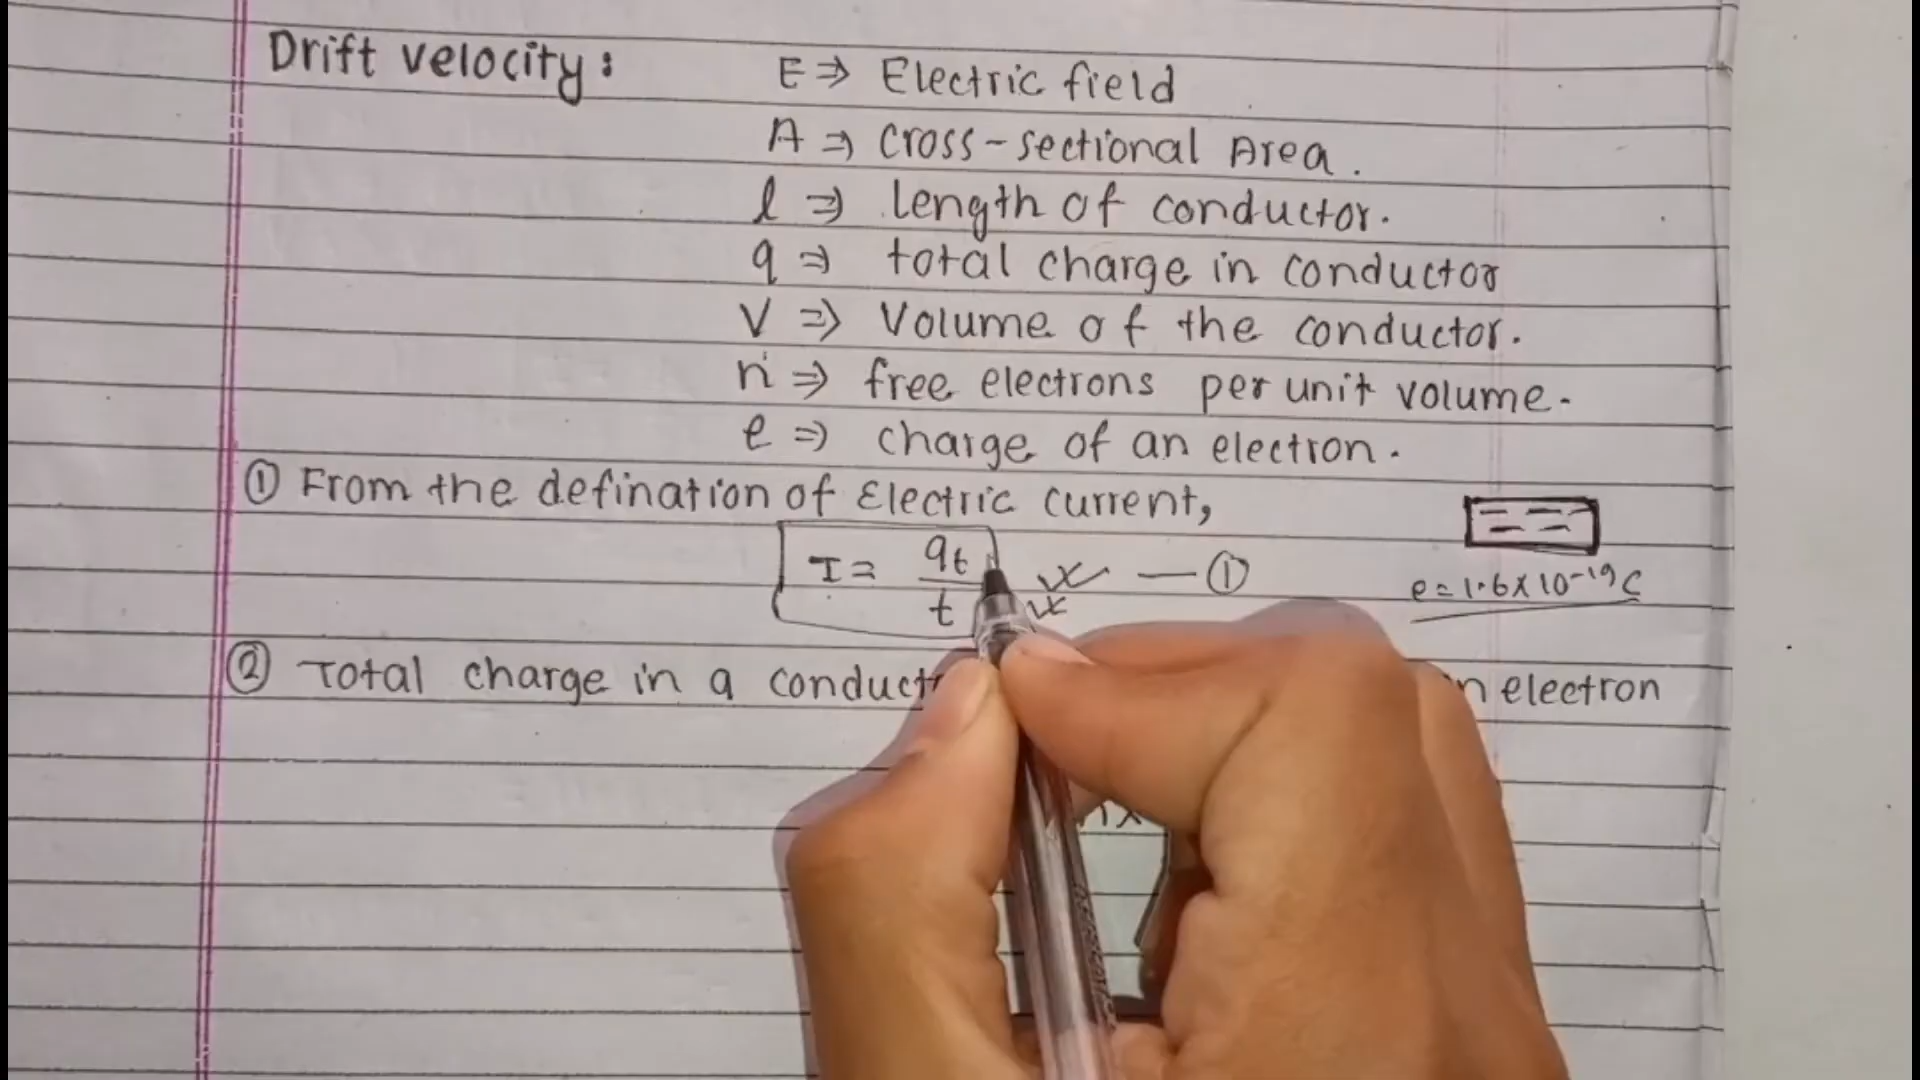 Drift velocity:
E ⇒ Electric field
A ⇒ cross-sectional Area.
l ⇒ length of conductor.
q ⇒ total charge in conductor
V ⇒ Volume of the conductor.
n ⇒ free electrons per unit volume.
e ⇒ charge of an electron.
① From the defination of Electric current,
I = qt/t — ①
e = 1.6 x 10⁻¹⁹ C
② Total charge in a electron